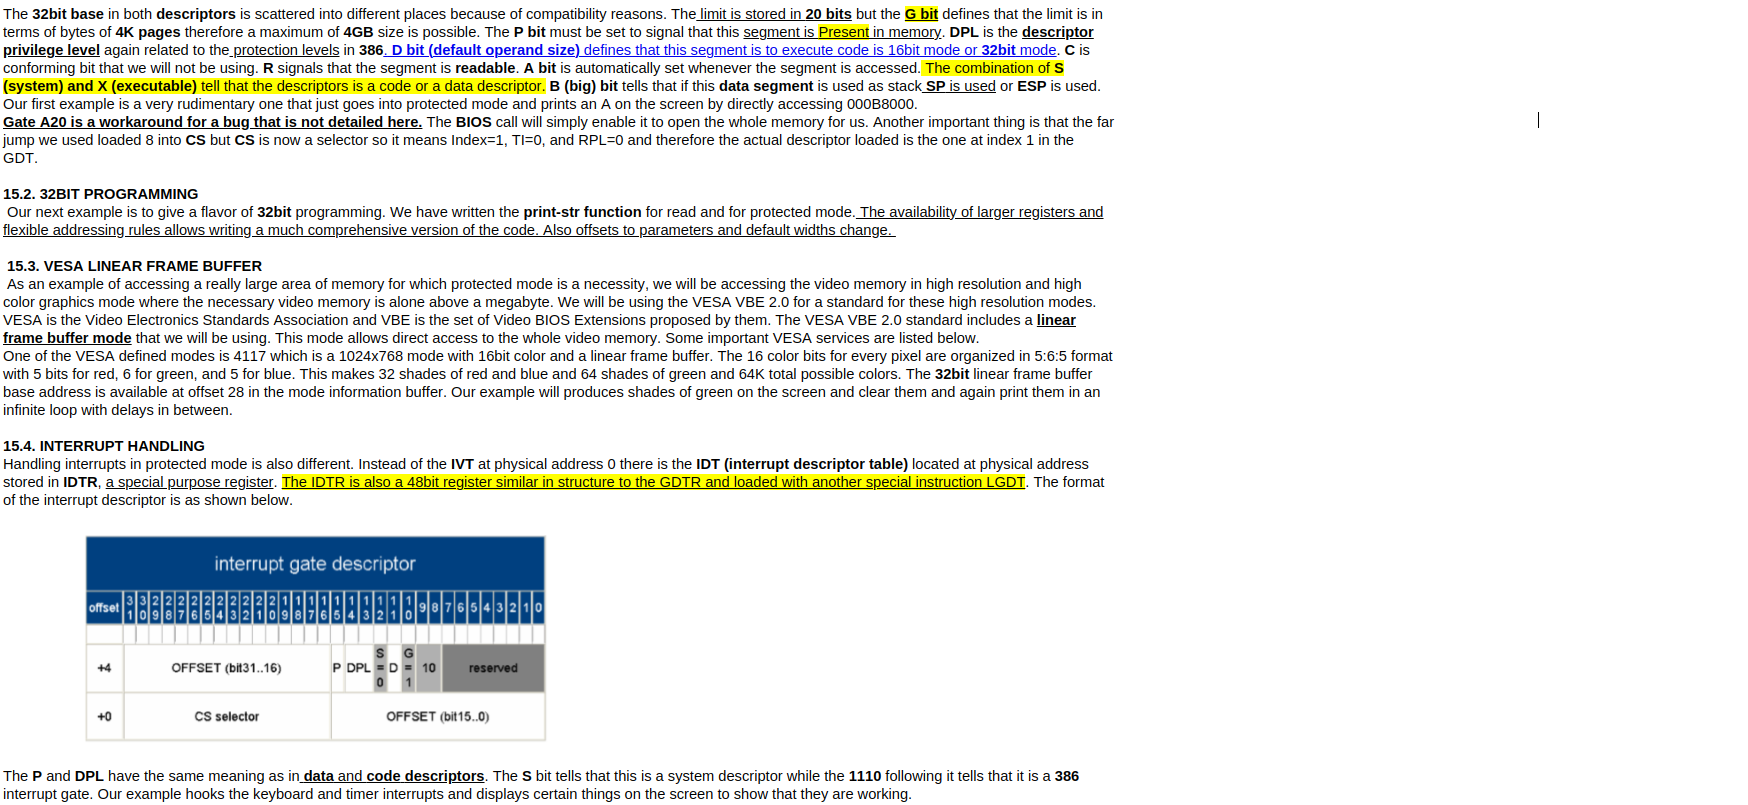 The 32bit base in both descriptors is scattered into different places because of compatibility reasons. The limit is stored in 20 bits but the G bit defines that the limit is in
terms of bytes of 4K pages therefore a maximum of 4GB size is possible. The P bit must be set to signal that this segment is Present in memory. DPL is the descriptor
privilege level again related to the protection levels in 386. D bit (default operand size) defines that this segment is to execute code is 16bit mode or 32bit mode. C is
conforming bit that we will not be using. R signals that the segment is readable. A bit is automatically set whenever the segment is accessed. The combination of S
(system) and X (executable) tell that the descriptors is a code or a data descriptor. B (big) bit tells that if this data segment is used as stack SP is used or ESP is used.
Our first example is a very rudimentary one that just goes into protected mode and prints an A on the screen by directly accessing 000B8000.
Gate A20 is a workaround for a bug that is not detailed here. The BIOS call will simply enable it to open the whole memory for us. Another important thing is that the far
jump we used loaded 8 into CS but CS is now a selector so it means Index=1, TI=0, and RPL=0 and therefore the actual descriptor loaded is the one at index 1 in the
GDT.
15.2. 32BIT PROGRAMMING
Our next example is to give a flavor of 32bit programming. We have written the print-str function for read and for protected mode. The availability of larger registers and
flexible addressing rules allows writing a much comprehensive version of the code. Also offsets to parameters and default widths change.
15.3. VESA LINEAR FRAME BUFFER
As an example of accessing a really large area of memory for which protected mode is a necessity, we will be accessing the video memory in high resolution and high
color graphics mode where the necessary video memory is alone above a megabyte. We will be using the VESA VBE 2.0 for a standard for these high resolution modes.
VESA is the Video Electronics Standards Association and VBE is the set of Video BIOS Extensions proposed by them. The VESA VBE 2.0 standard includes a linear
frame buffer mode that we will be using. This mode allows direct access to the whole video memory. Some important VESA services are listed below.
One of the VESA defined modes is 4117 which is a 1024x768 mode with 16bit color and a linear frame buffer. The 16 color bits for every pixel are organized in 5:6:5 format
with 5 bits for red, 6 for green, and 5 for blue. This makes 32 shades of red and blue and 64 shades of green and 64K total possible colors. The 32bit linear frame buffer
base address is available at offset 28 in the mode information buffer. Our example will produces shades of green on the screen and clear them and again print them in an
infinite loop with delays in between.
15.4. INTERRUPT HANDLING
Handling interrupts in protected mode is also different. Instead of the IVT at physical address 0 there is the IDT (interrupt descriptor table) located at physical address
stored in IDTR, a special purpose register. The IDTR is also a 48bit register similar in structure to the GDTR and loaded with another special instruction LGDT. The format
of the interrupt descriptor is as shown below.
interrupt gate descriptor
offset 31 30 29 28 27 26 25 24 23 22 21 20 19 18 17 16 15 14 13 12 11 10 9 8 7 6 5 4 3 2 1 0
+4 OFFSET (bit31..16) P DPL S=0 D G=1 10 reserved
+0 CS selector OFFSET (bit15..0)
The P and DPL have the same meaning as in data and code descriptors. The S bit tells that this is a system descriptor while the 1110 following it tells that it is a 386
interrupt gate. Our example hooks the keyboard and timer interrupts and displays certain things on the screen to show that they are working.